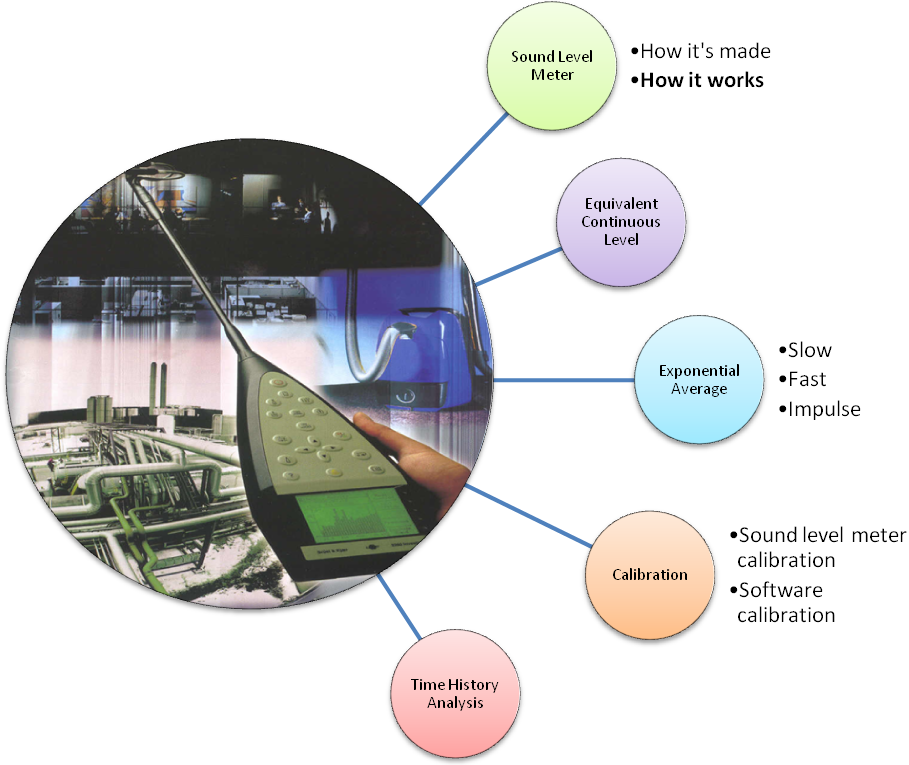 Sound Level
Meter
•How it's made
•How it works
Equivalent
Continuous
Level
Exponential
Average
•Slow
•Fast
•Impulse
Calibration
•Sound level meter
calibration
•Software
calibration
Time History
Analysis